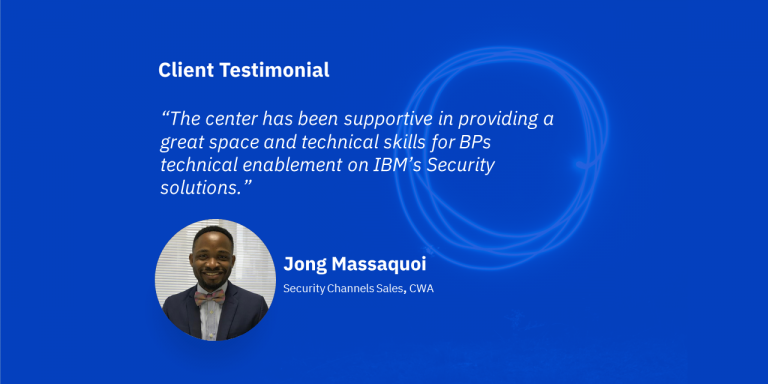 Client Testimonial
“The center has been supportive in providing a
great space and technical skills for BPs
technical enablement on IBM’s Security
solutions.”
Jong Massaquoi
Security Channels Sales, CWA